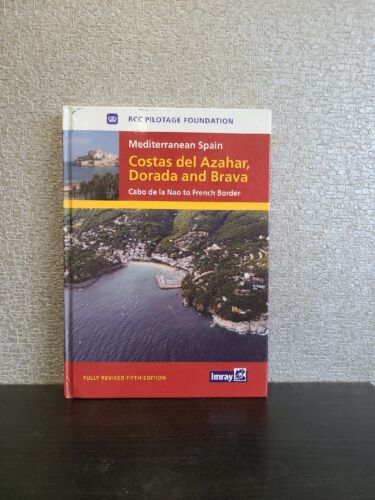 RCC PILOTAGE FOUNDATION
Mediterranean Spain
Costas del Azahar,
Dorada and Brava
Cabo de la Nao to French Border
FULLY REVISED FIFTH EDITION
Imray